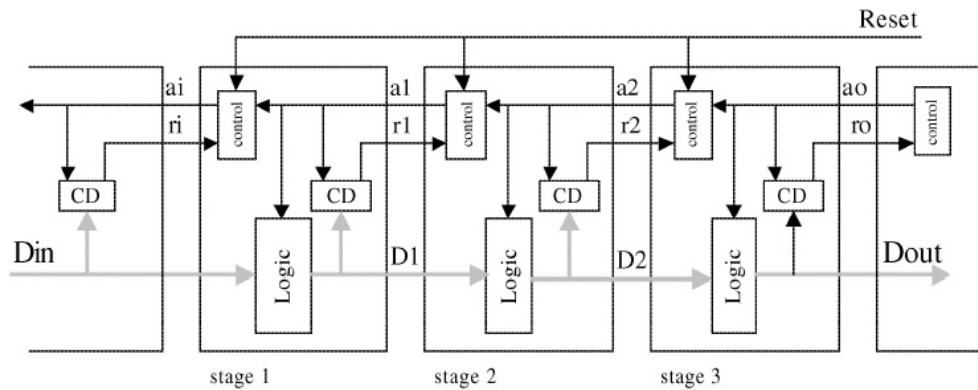 Reset
ai a1 a2 ao
control control control control
ri r1 r2 ro
CD CD CD CD
Din D1 D2 Dout
Logic Logic Logic
stage 1 stage 2 stage 3